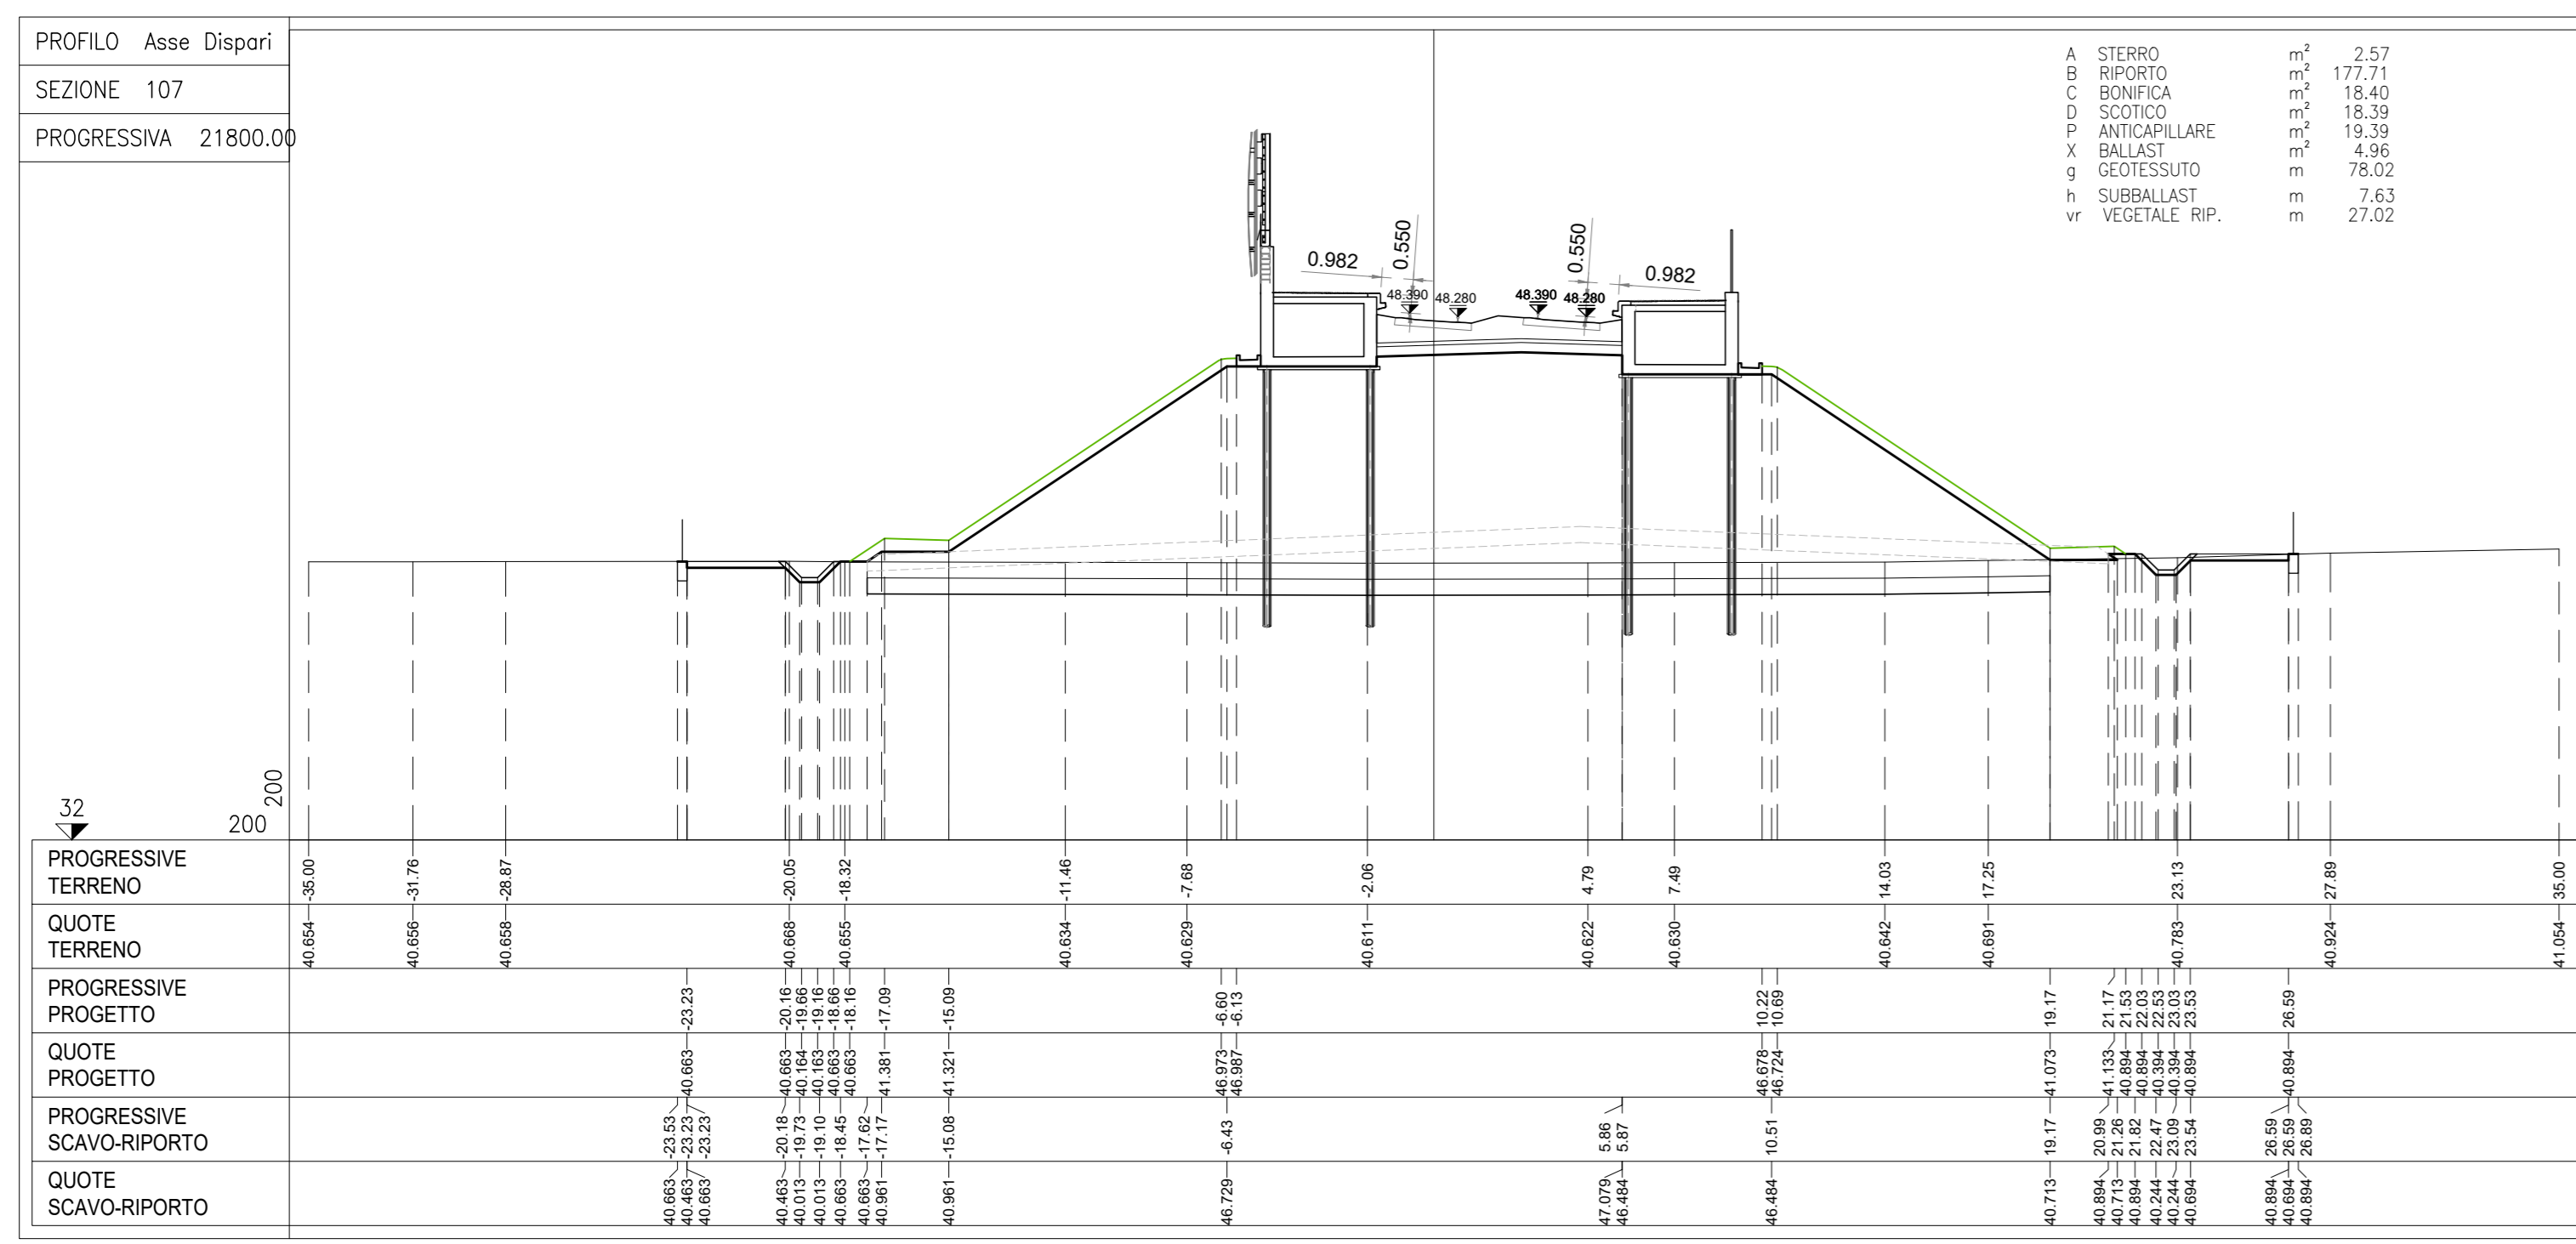 PROFILO Asse Dispari
SEZIONE 107
PROGRESSIVA 21800.00
A STERRO m² 2.57
B RIPORTO m² 177.71
C BONIFICA m² 18.40
D SCOTICO m² 18.39
P ANTICAPILLARE m² 19.39
X BALLAST m² 4.96
g GEOTESSUTO m 78.02
h SUBBALLAST m 7.63
vr VEGETALE RIP. m 27.02
0.982 0.550 0.550 0.982
48.390 48.280 48.390 48.280
32
200
200
PROGRESSIVE TERRENO
-35.00 -31.76 -28.87 -20.05 -18.32 -11.46 -7.68 -2.06 4.79 7.49 14.03 17.25 23.13 27.89 35.00
QUOTE TERRENO
40.654 40.656 40.658 40.668 40.655 40.634 40.629 40.611 40.622 40.630 40.642 40.691 40.783 40.924 41.054
PROGRESSIVE PROGETTO
-23.23 -20.16 -19.66 -19.16 -18.66 -18.16 -17.09 -15.09 -6.60 -6.13 10.22 10.69 19.17 21.17 21.53 22.03 22.53 23.03 23.53 26.59
QUOTE PROGETTO
40.663 40.663 40.164 40.163 40.663 40.663 41.381 41.321 46.973 46.987 46.678 46.724 41.073 41.133 40.894 40.894 40.394 40.394 40.894 40.894
PROGRESSIVE SCAVO-RIPORTO
-23.53 -23.23 -23.23 -20.18 -19.73 -19.10 -18.45 -17.62 -17.17 -15.08 -6.43 5.86 5.87 10.51 19.17 20.99 21.26 21.82 22.47 23.09 23.54 26.59 26.59 26.89
QUOTE SCAVO-RIPORTO
40.663 40.463 40.663 40.463 40.013 40.013 40.663 40.663 40.961 40.961 46.729 47.079 46.484 46.484 40.713 40.894 40.713 40.894 40.244 40.244 40.694 40.894 40.694 40.894